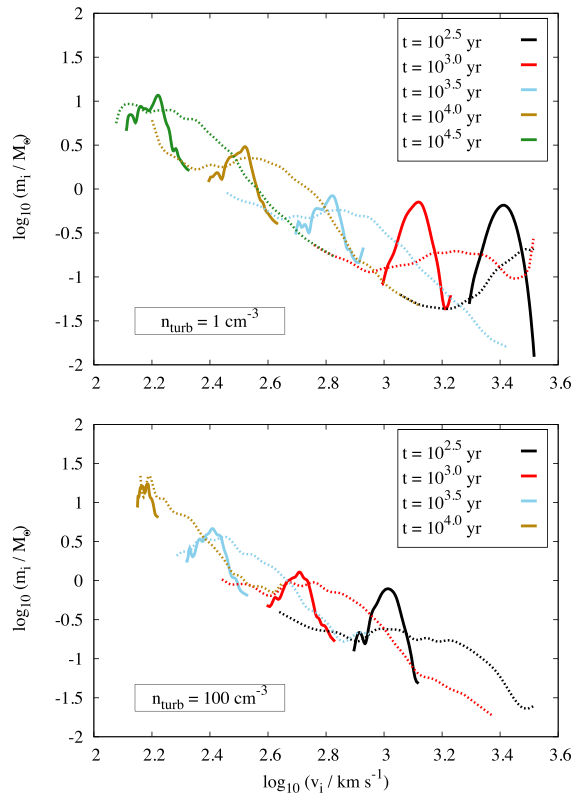 2
1.5
1
0.5
0
-0.5
-1
-1.5
-2
log₁₀ (mᵢ / M⊙)
t = 10^2.5 yr
t = 10^3.0 yr
t = 10^3.5 yr
t = 10^4.0 yr
t = 10^4.5 yr
n_turb = 1 cm⁻³
2 2.2 2.4 2.6 2.8 3 3.2 3.4 3.6
2
1.5
1
0.5
0
-0.5
-1
-1.5
-2
log₁₀ (mᵢ / M⊙)
t = 10^2.5 yr
t = 10^3.0 yr
t = 10^3.5 yr
t = 10^4.0 yr
n_turb = 100 cm⁻³
2 2.2 2.4 2.6 2.8 3 3.2 3.4 3.6
log₁₀ (vᵢ / km s⁻¹)